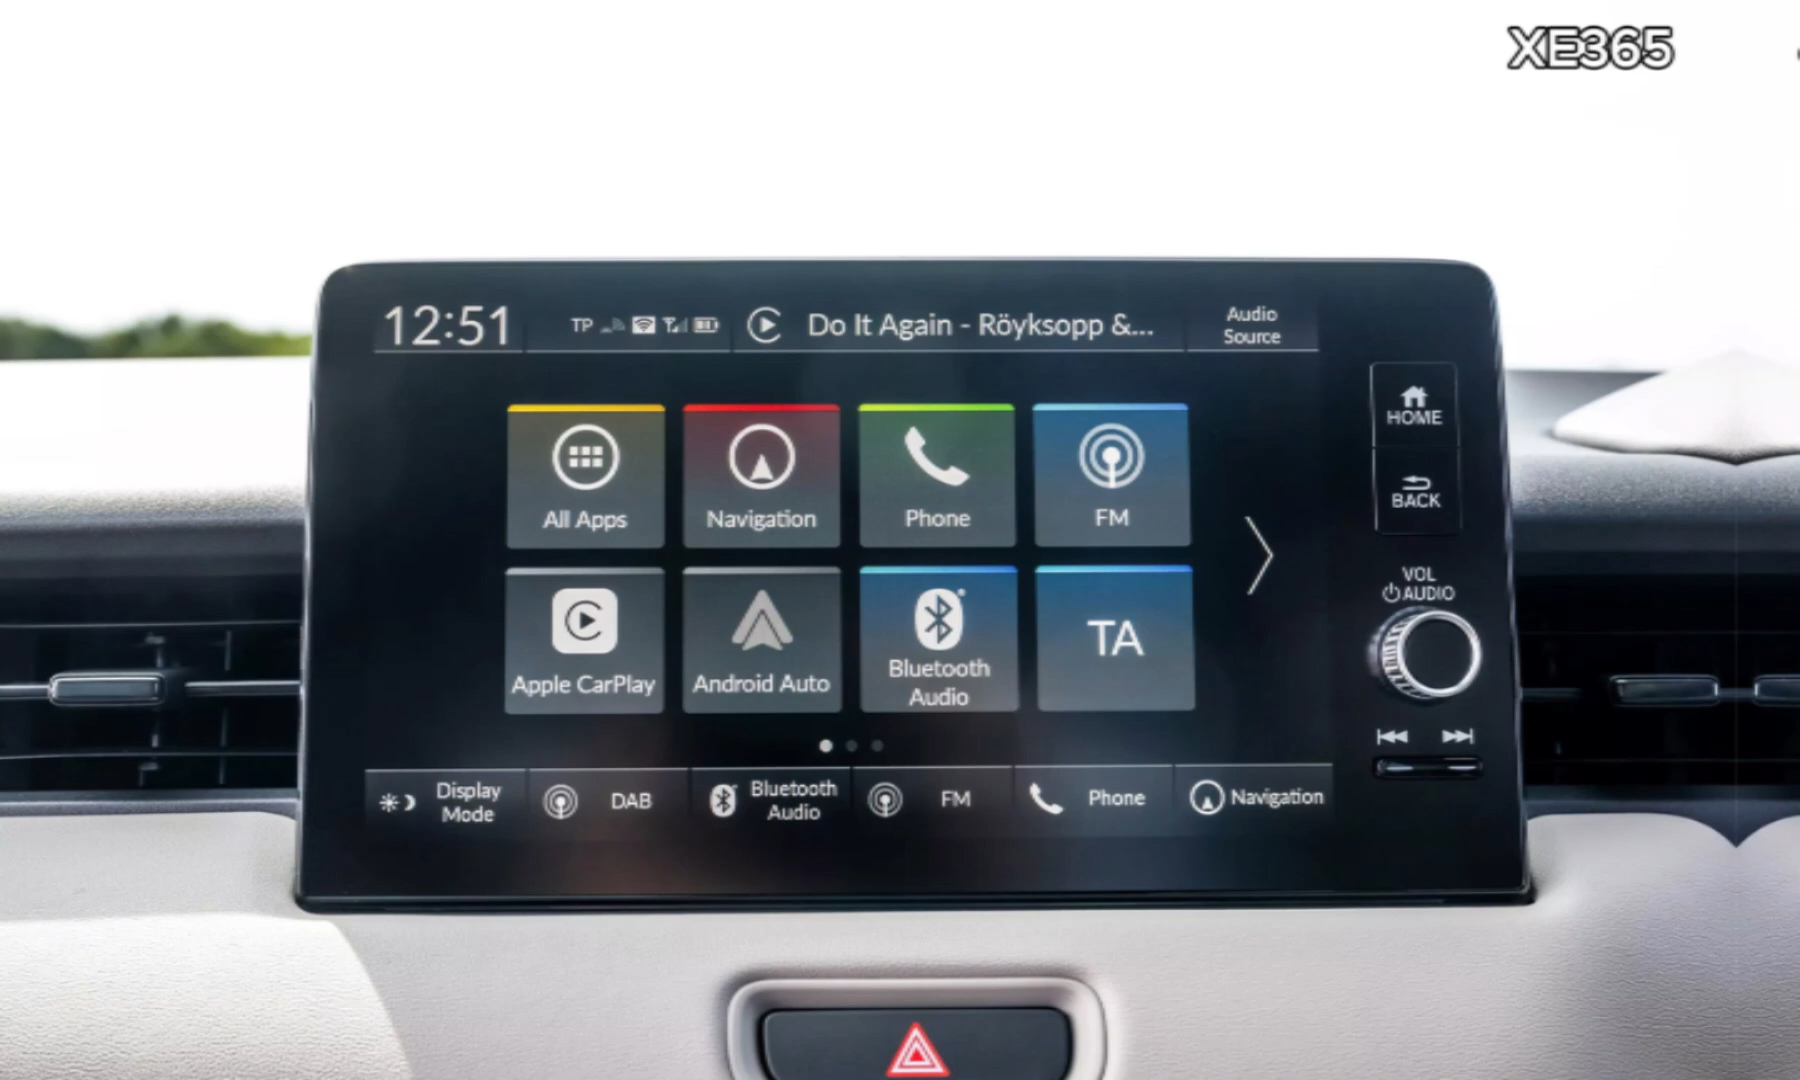 XE365
12:51
TP
Do It Again - Röyksopp &...
Audio
Source
HOME
BACK
VOL
AUDIO
All Apps
Navigation
Phone
FM
Apple CarPlay
Android Auto
Bluetooth
Audio
TA
Display
Mode
DAB
Bluetooth
Audio
FM
Phone
Navigation